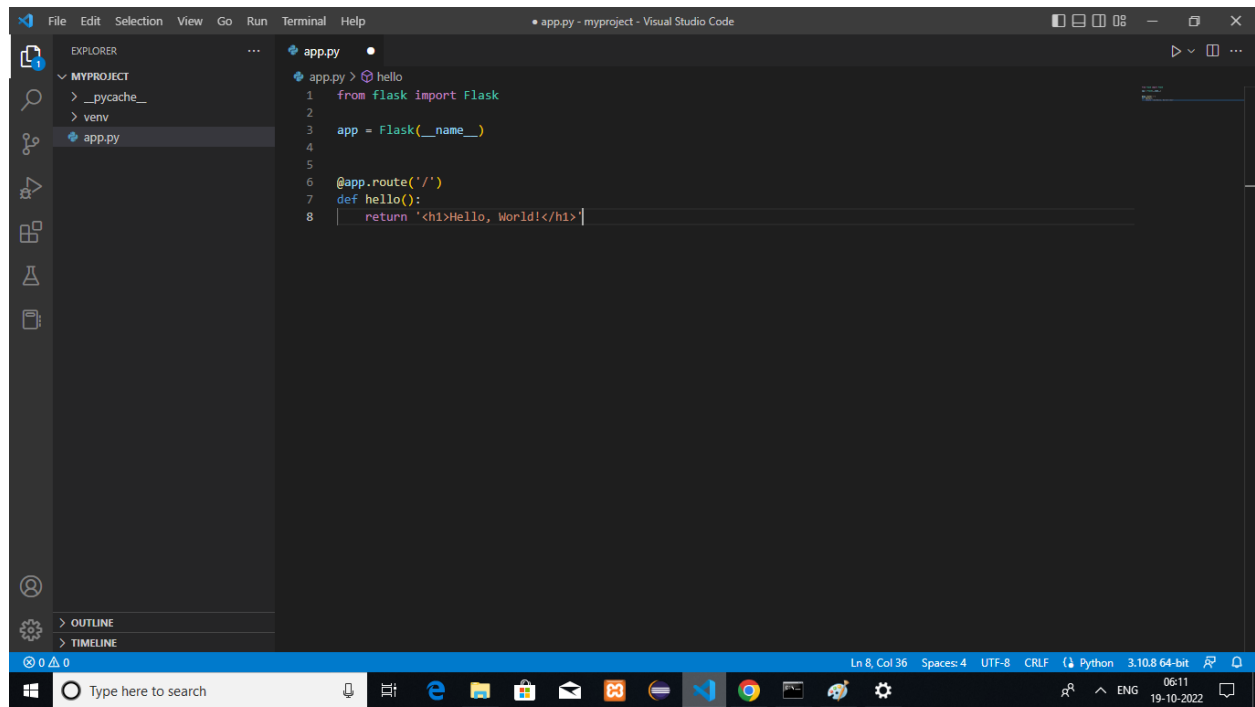 File Edit Selection View Go Run Terminal Help
● app.py - myproject - Visual Studio Code
EXPLORER
app.py
MYPROJECT
__pycache__
venv
app.py
app.py > hello
1 from flask import Flask
2
3 app = Flask(__name__)
4
5
6 @app.route('/')
7 def hello():
8 return '<h1>Hello, World!</h1>'
OUTLINE
TIMELINE
0 0
Ln 8, Col 36 Spaces: 4 UTF-8 CRLF Python 3.10.8 64-bit
Type here to search
ENG
06:11
19-10-2022
1